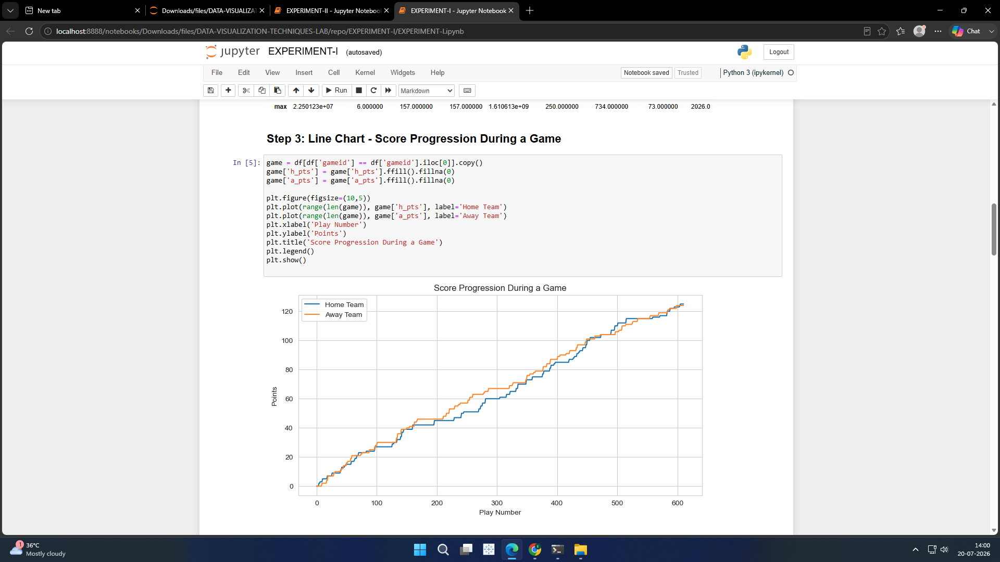 New tab
Downloads/files/DATA-VISUALIZAT
EXPERIMENT-II - Jupyter Noteboo
EXPERIMENT-I - Jupyter Notebook
localhost:8888/notebooks/Downloads/files/DATA-VISUALIZATION-TECHNIQUES-LAB/repo/EXPERIMENT-I/EXPERIMENT-I.ipynb
Chat
jupyter EXPERIMENT-I (autosaved)
Logout
File Edit View Insert Cell Kernel Widgets Help
Notebook saved Trusted Python 3 (ipykernel)
Run Markdown
max 2.250123e+07 6.000000 157.000000 157.000000 1.610613e+09 250.000000 734.000000 73.000000 2026.0
Step 3: Line Chart - Score Progression During a Game
In [5]: game = df[df['gameid'] == df['gameid'].iloc[0]].copy()
game['h_pts'] = game['h_pts'].ffill().fillna(0)
game['a_pts'] = game['a_pts'].ffill().fillna(0)
plt.figure(figsize=(10,5))
plt.plot(range(len(game)), game['h_pts'], label='Home Team')
plt.plot(range(len(game)), game['a_pts'], label='Away Team')
plt.xlabel('Play Number')
plt.ylabel('Points')
plt.title('Score Progression During a Game')
plt.legend()
plt.show()
Score Progression During a Game
Home Team
Away Team
120
100
80
60
40
20
0
Points
0 100 200 300 400 500 600
Play Number
1
36°C
Mostly cloudy
14:00
20-07-2026